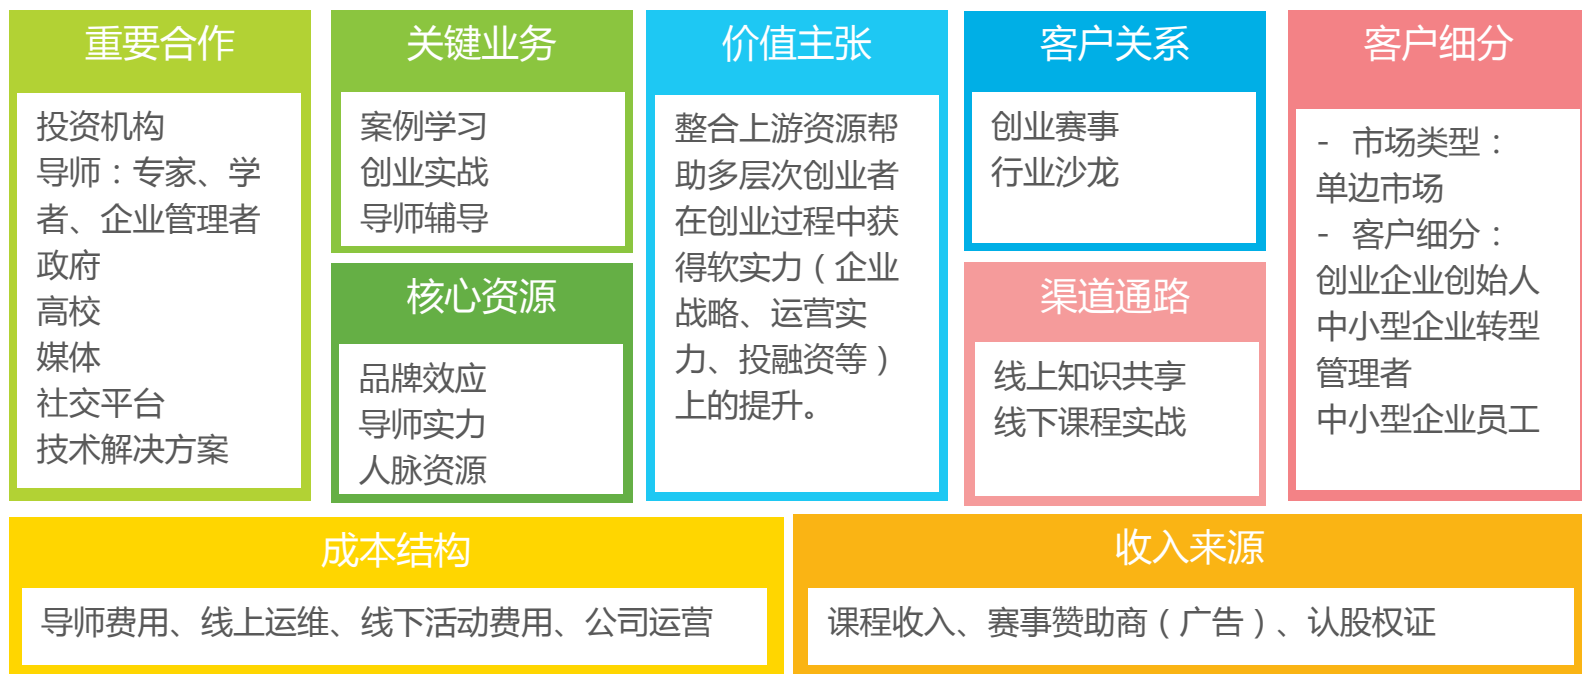 重要合作
投资机构
导师：专家、学
者、企业管理者
政府
高校
媒体
社交平台
技术解决方案
关键业务
案例学习
创业实战
导师辅导
核心资源
品牌效应
导师实力
人脉资源
价值主张
整合上游资源帮
助多层次创业者
在创业过程中获
得软实力（企业
战略、运营实
力、投融资等）
上的提升。
客户关系
创业赛事
行业沙龙
渠道通路
线上知识共享
线下课程实战
客户细分
- 市场类型：
单边市场
- 客户细分：
创业企业创始人
中小型企业转型
管理者
中小型企业员工
成本结构
导师费用、线上运维、线下活动费用、公司运营
收入来源
课程收入、赛事赞助商（广告）、认股权证